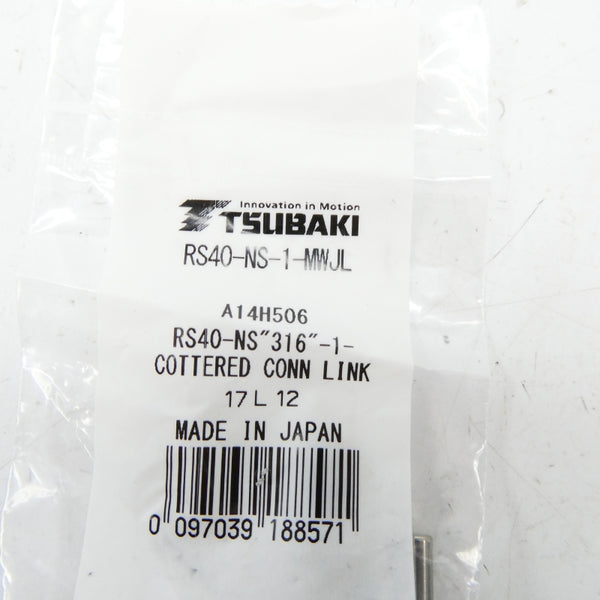 Innovation in Motion
TSUBAKI
RS40-NS-1-MWJL
A14H506
RS40-NS"316"-1-
COTTERED CONN LINK
17 L 12
MADE IN JAPAN
0 097039 188571